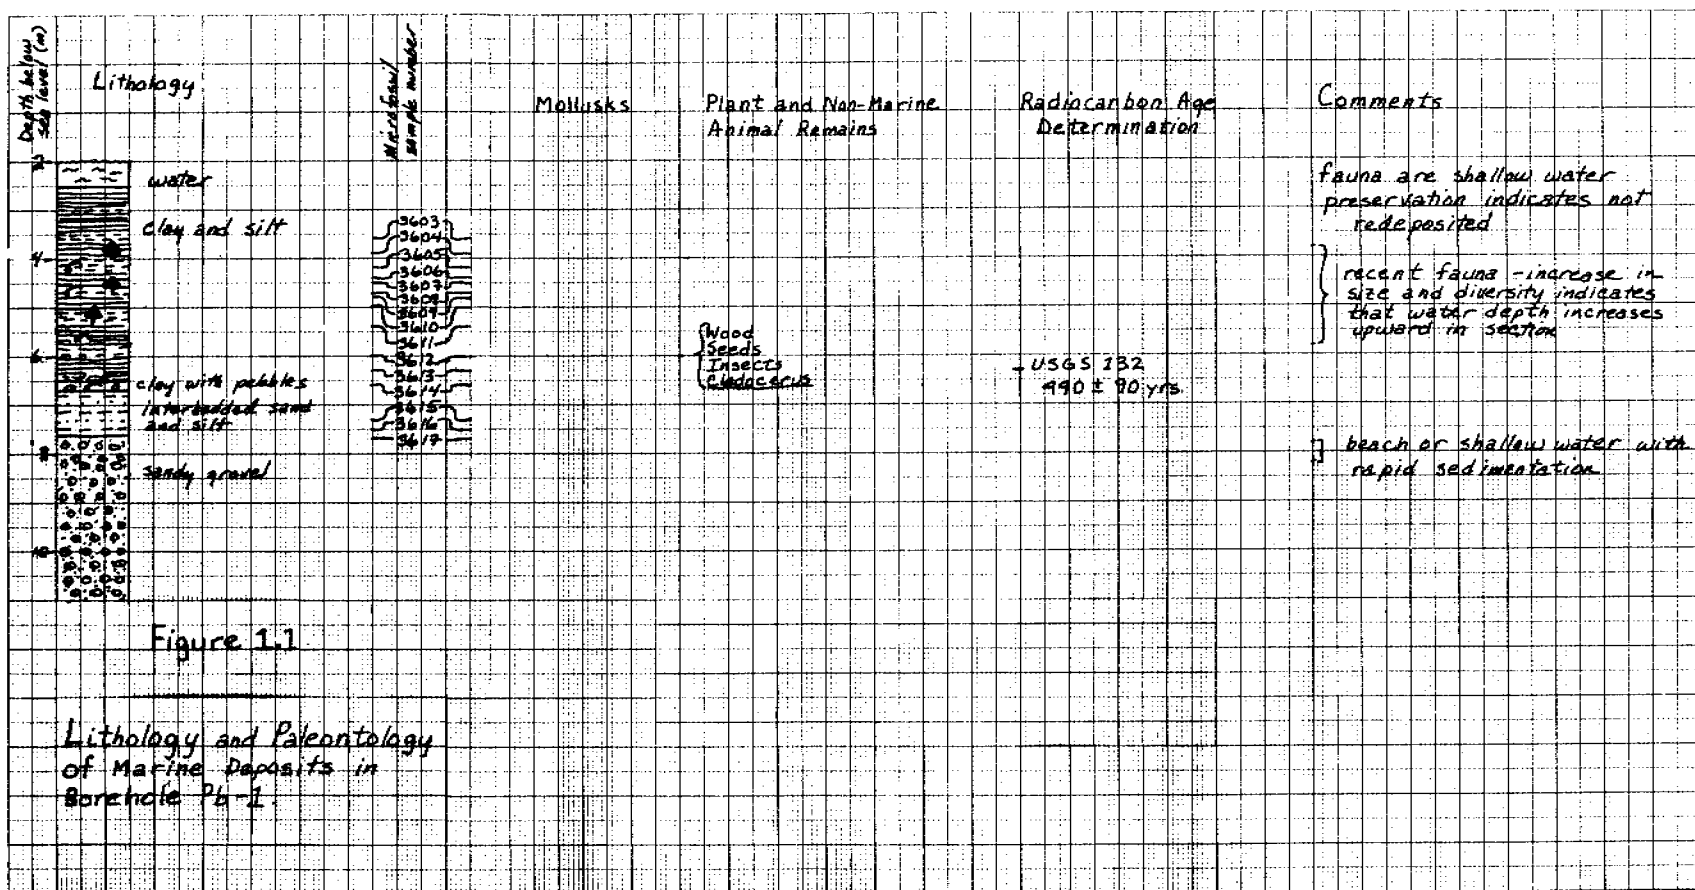 Depth below
sea level (m)
Lithology
Microfossil
sample number
Mollusks
Plant and Non-Marine
Animal Remains
Radiocarbon Age
Determination
Comments
2
water
clay and silt
4
6
clay with pebbles
interbedded sand
and silt
8
sandy gravel
10
3603
3604
3605
3606
3607
3608
3609
3610
3611
3612
3613
3614
3615
3616
3617
Wood
Seeds
Insects
USGS 132
990 ± 90 yrs
fauna are shallow water
preservation indicates not
redeposited
recent fauna - increase in
size and diversity indicates
that water depth increases
upward in section
beach or shallow water with
rapid sedimentation
Figure 1.1
Lithology and Paleontology
of Marine Deposits in
Borehole Pb-1.